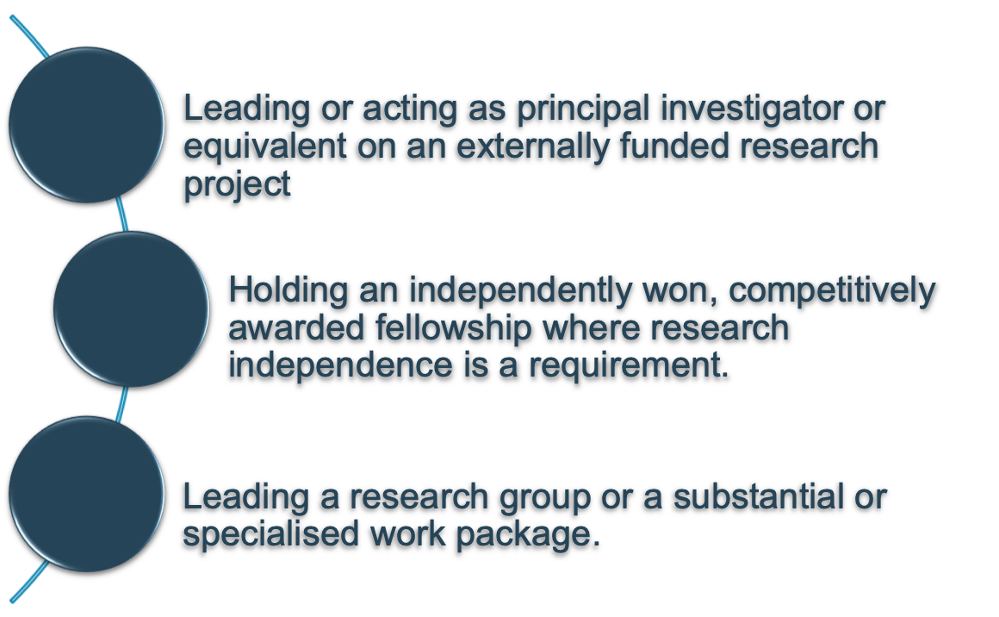 Leading or acting as principal investigator or
equivalent on an externally funded research
project
Holding an independently won, competitively
awarded fellowship where research
independence is a requirement.
Leading a research group or a substantial or
specialised work package.